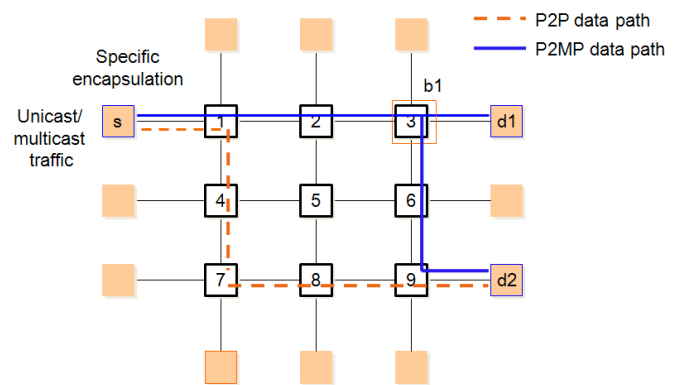 P2P data path
P2MP data path
Specific
encapsulation
b1
Unicast/
multicast
traffic
s
1
2
3
d1
4
5
6
7
8
9
d2